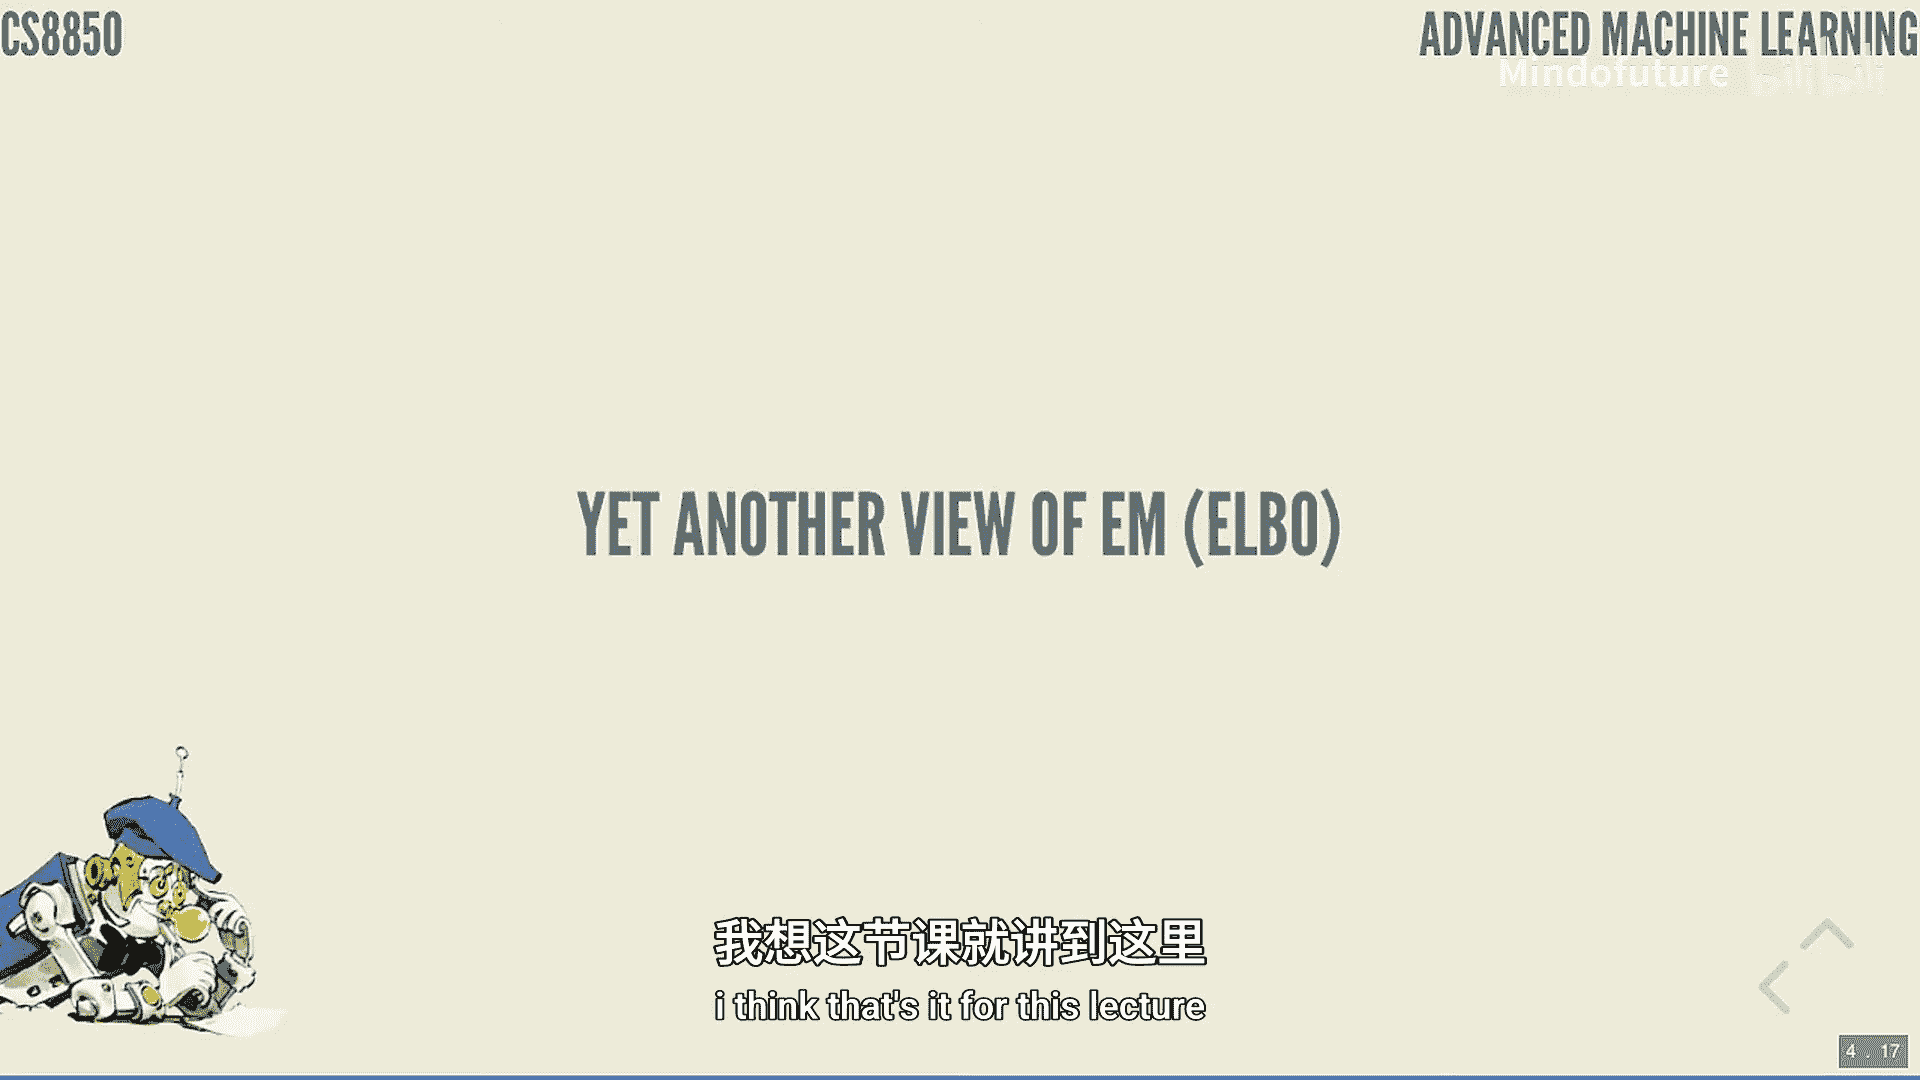 CS8850
ADVANCED MACHINE LEARNING
Mindofuture bilibili
YET ANOTHER VIEW OF EM (ELBO)
我想这节课就讲到这里
i think that's it for this lecture
4 . 17